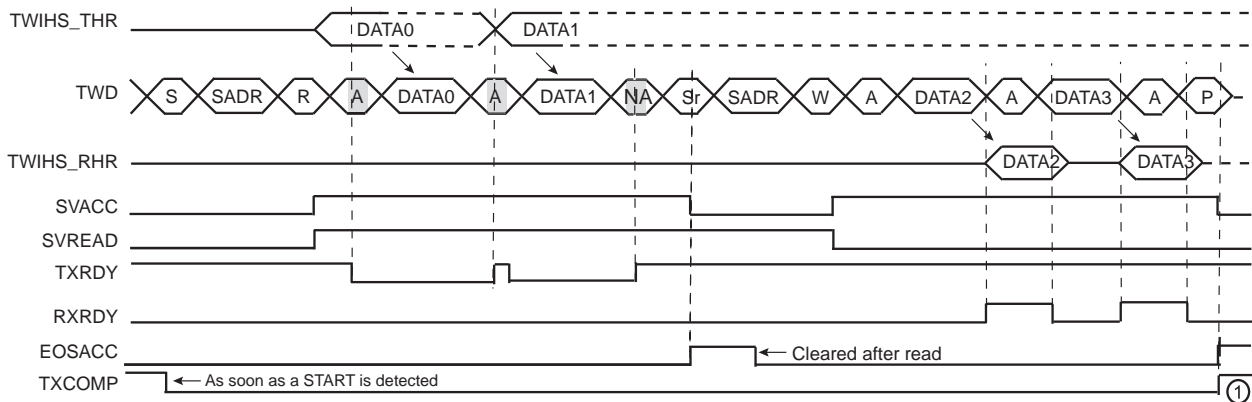 TWIHS_THR DATA0 DATA1
TWD S SADR R A DATA0 A DATA1 NA Sr SADR W A DATA2 A DATA3 A P
TWIHS_RHR DATA2 DATA3
SVACC
SVREAD
TXRDY
RXRDY
EOSACC Cleared after read
TXCOMP As soon as a START is detected 1